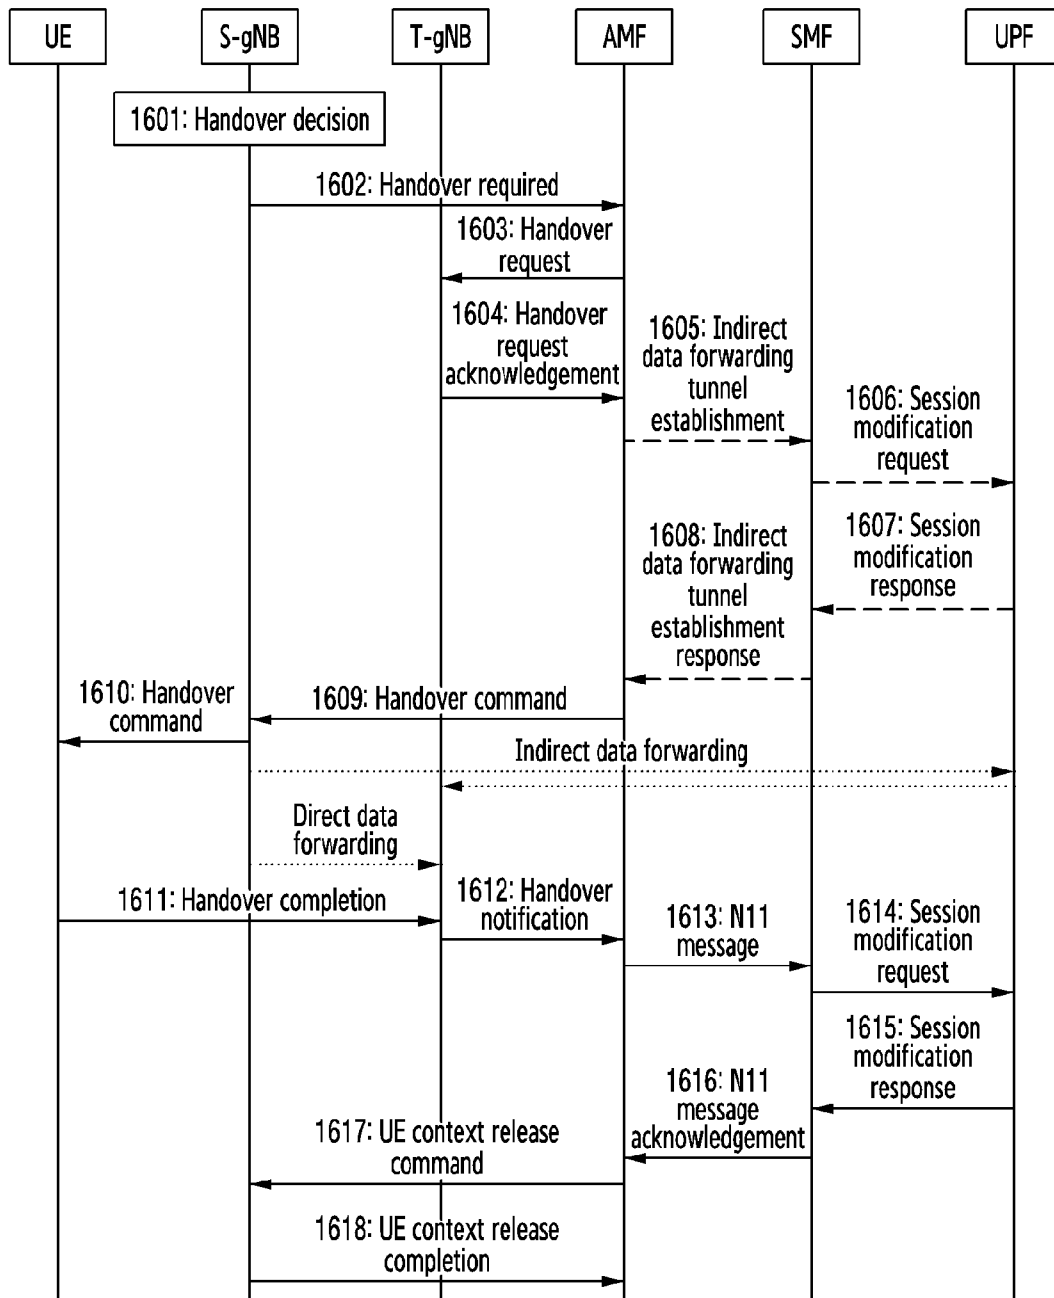 UE
S-gNB
T-gNB
AMF
SMF
UPF
1601: Handover decision
1602: Handover required
1603: Handover
request
1604: Handover
request
acknowledgement
1605: Indirect
data forwarding
tunnel
establishment
1606: Session
modification
request
1607: Session
modification
response
1608: Indirect
data forwarding
tunnel
establishment
response
1609: Handover command
1610: Handover
command
Indirect data forwarding
Direct data
forwarding
1611: Handover completion
1612: Handover
notification
1613: N11
message
1614: Session
modification
request
1615: Session
modification
response
1616: N11
message
acknowledgement
1617: UE context release
command
1618: UE context release
completion